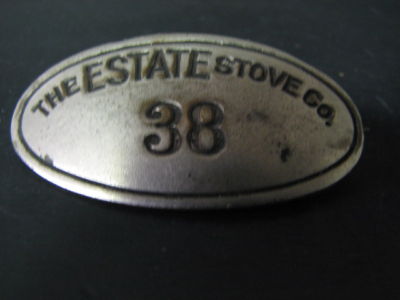 THE ESTATE STOVE CO.
38